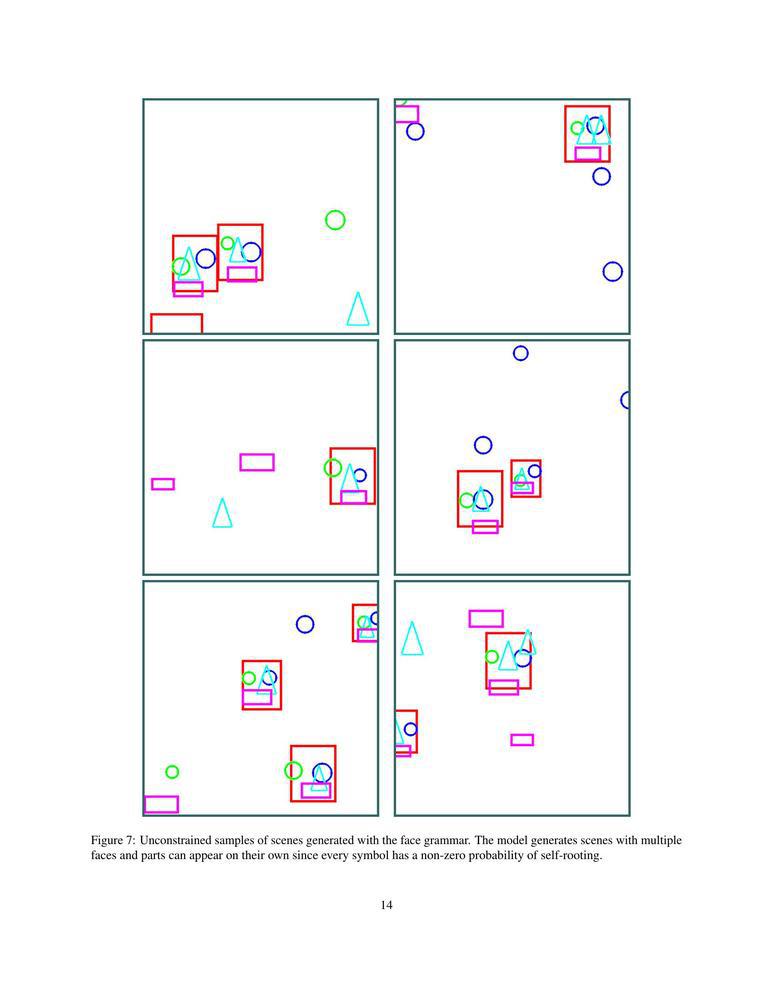 Figure 7: Unconstrained samples of scenes generated with the face grammar. The model generates scenes with multiple
faces and parts can appear on their own since every symbol has a non-zero probability of self-rooting.
14